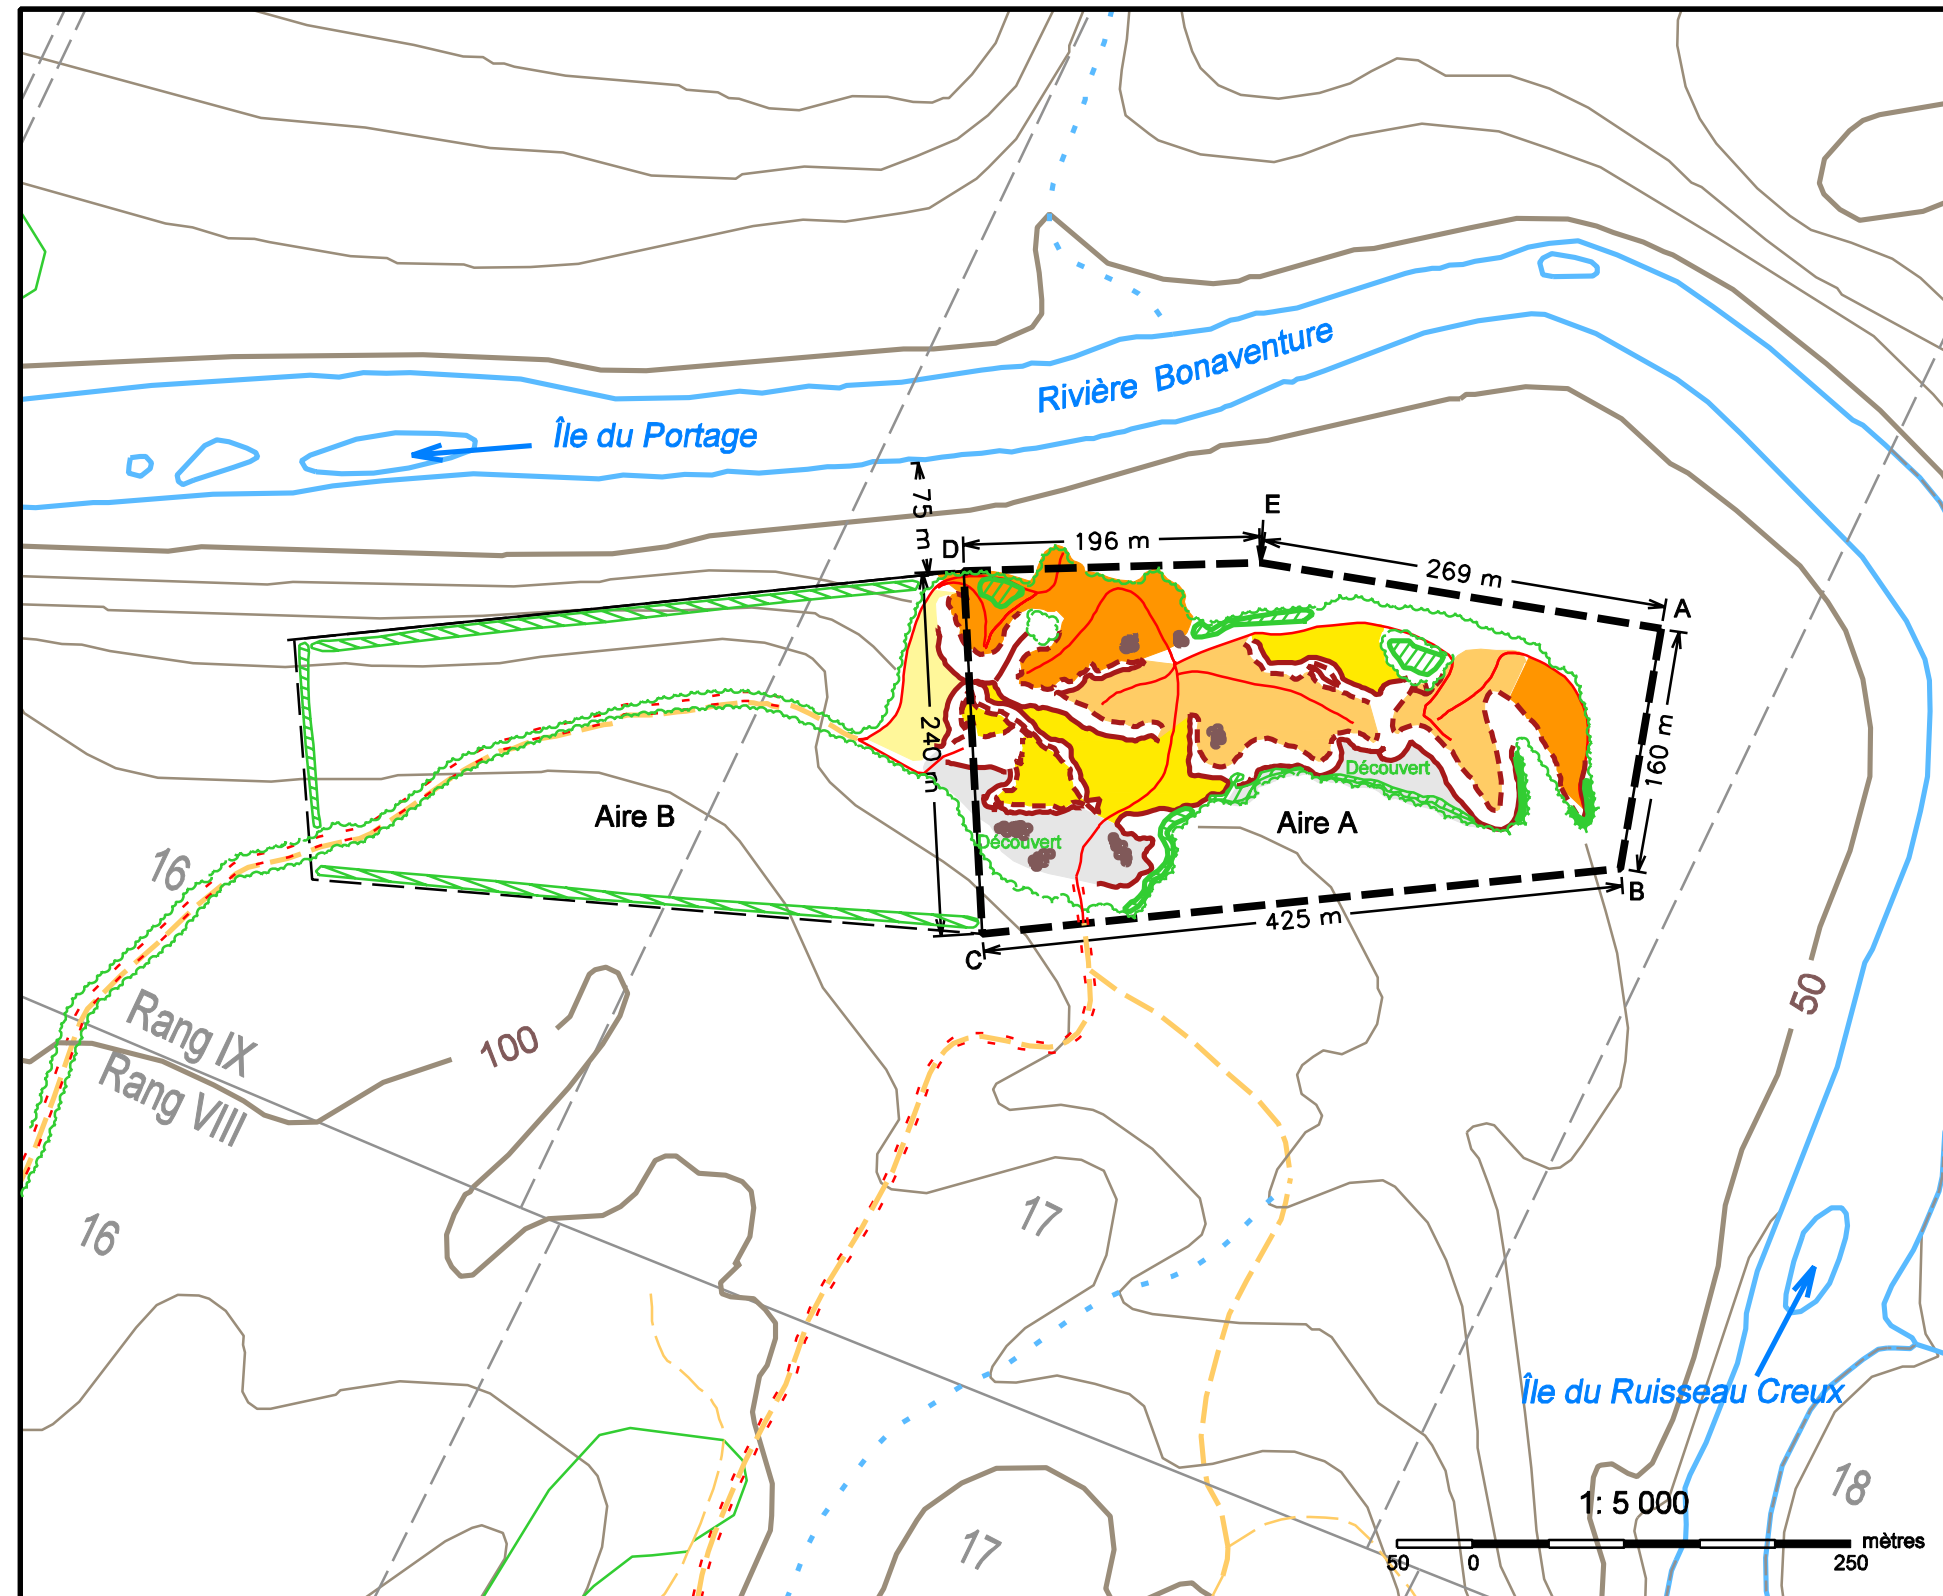 Rivière Bonaventure
Île du Portage
75 m
E
D
196 m
269 m
A
160 m
240 m
Découvert
Aire B
Aire A
Découvert
B
425 m
C
16
50
Rang IX
100
Rang VIII
17
16
Île du Ruisseau Creux
18
1: 5 000
17
mètres
50 0 250